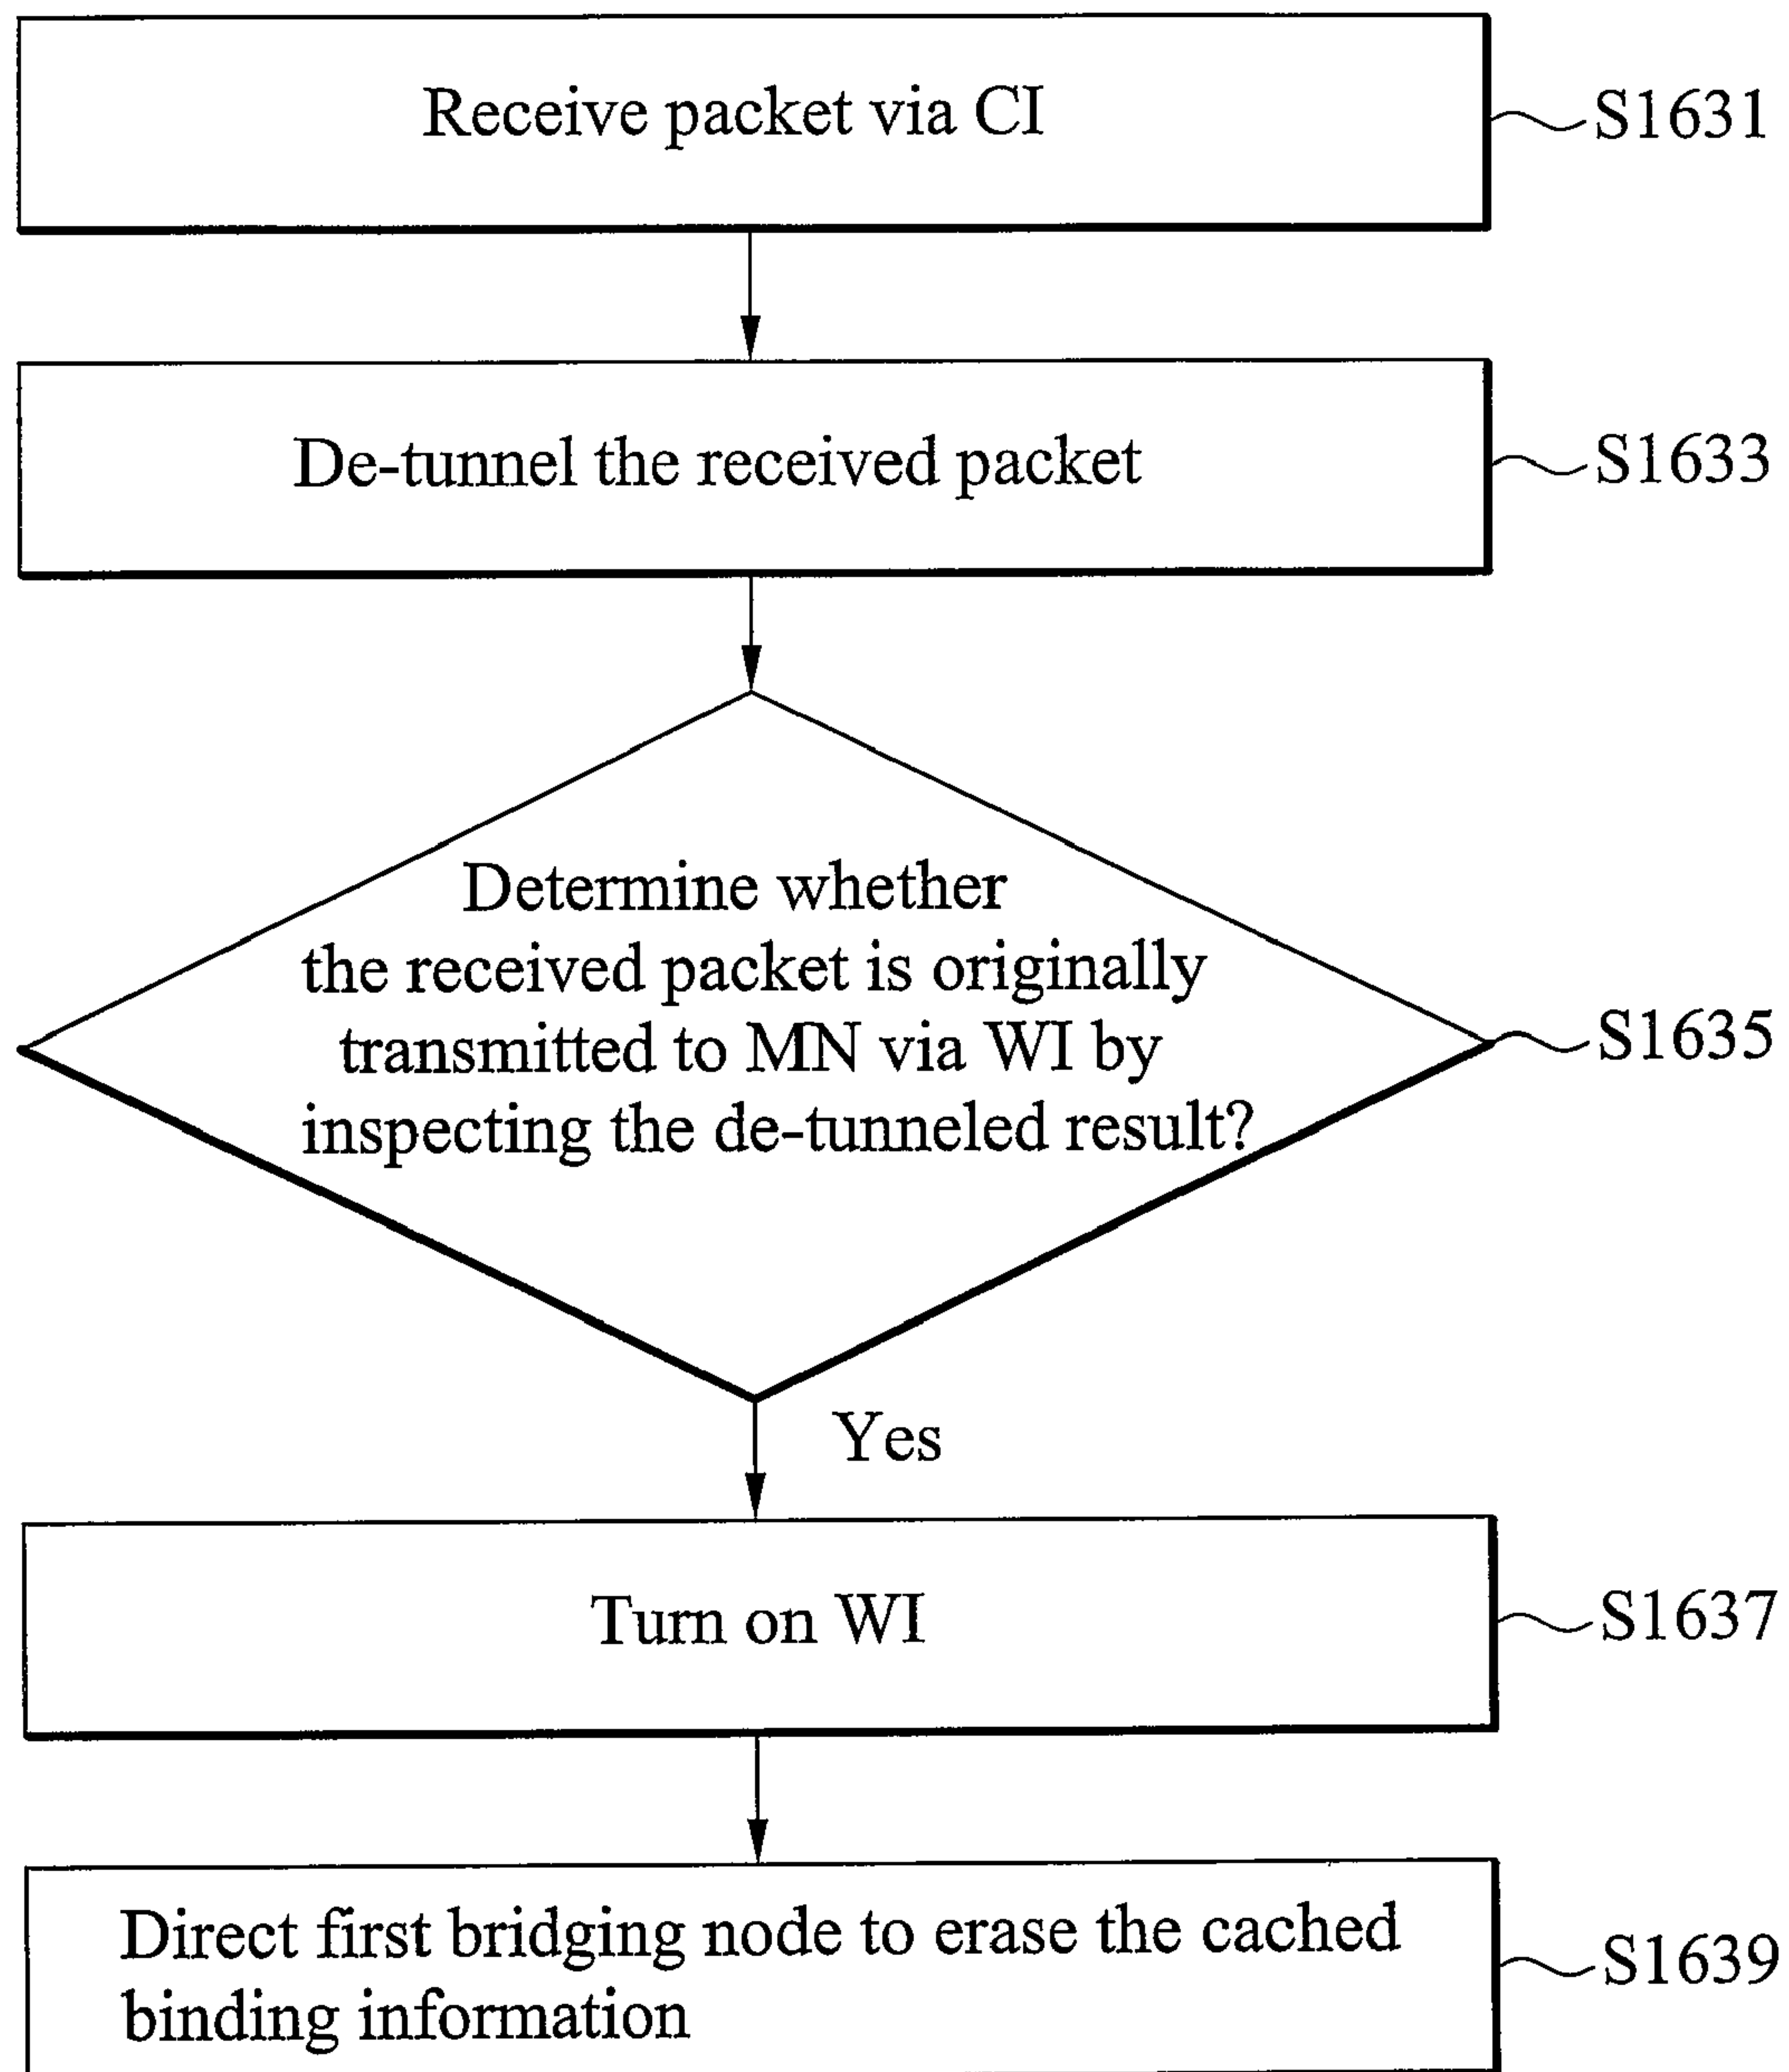 Receive packet via CI
S1631
De-tunnel the received packet
S1633
Determine whether
the received packet is originally
transmitted to MN via WI by
inspecting the de-tunneled result?
S1635
Yes
Turn on WI
S1637
Direct first bridging node to erase the cached
binding information
S1639